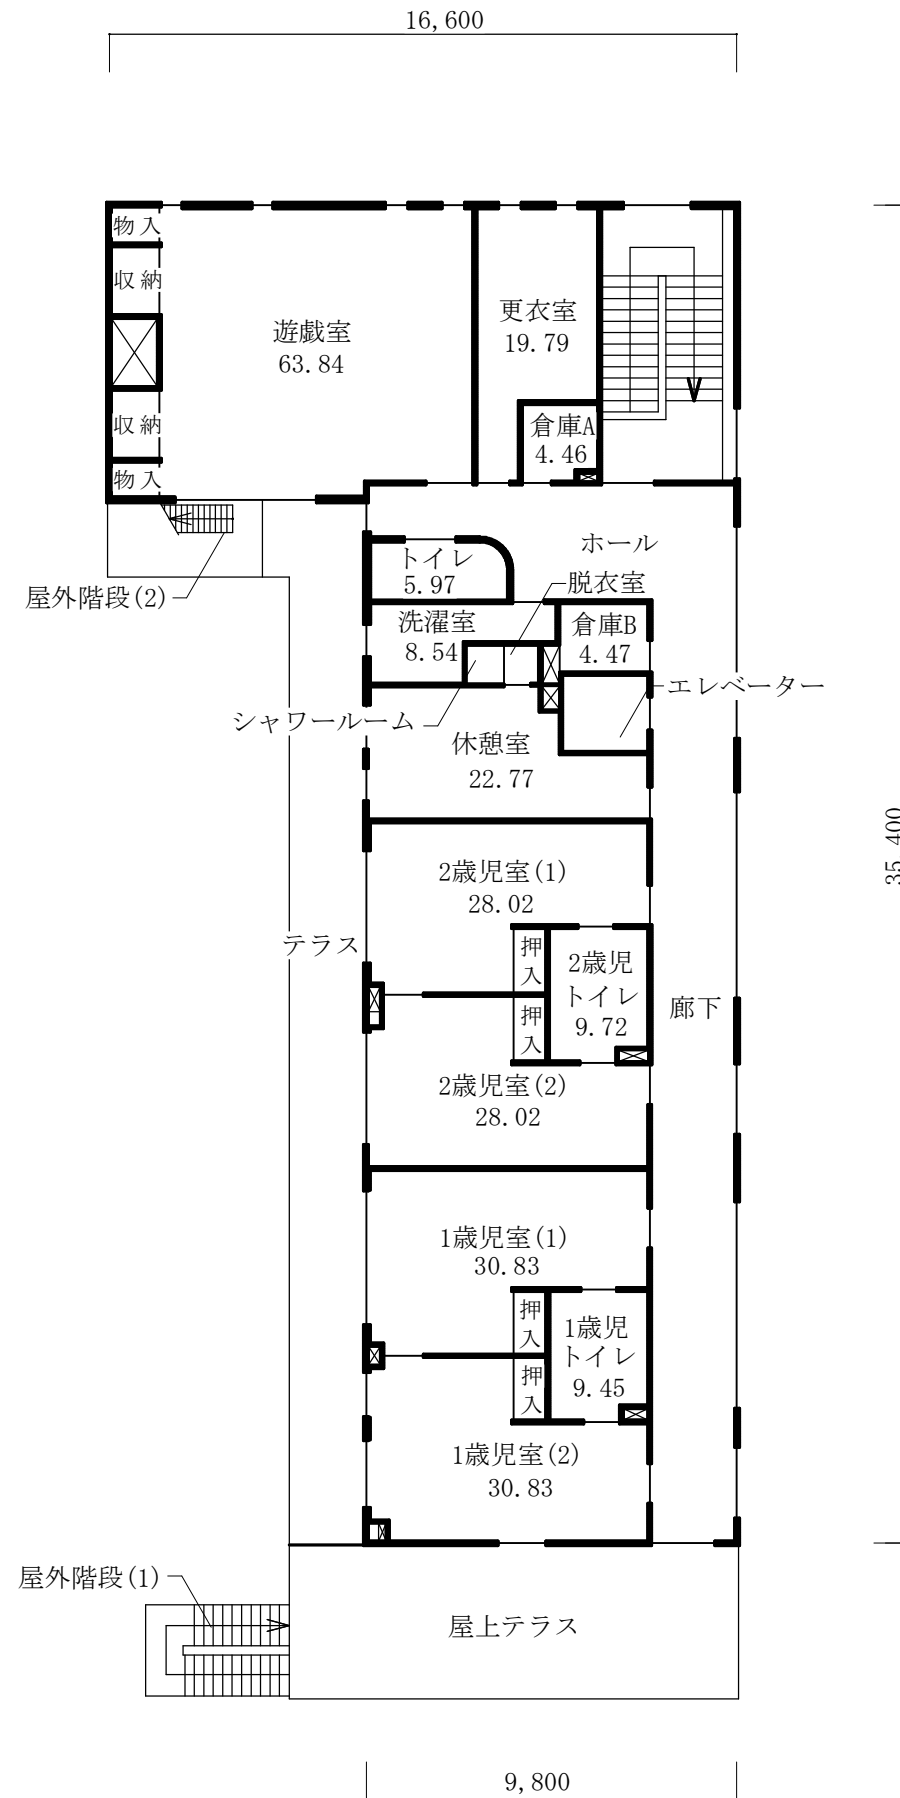 16,600
物入
収納
遊戯室
63.84
更衣室
19.79
収納
物入
倉庫A
4.46
屋外階段(2)
ホール
トイレ
5.97
脱衣室
洗濯室
8.54
倉庫B
4.47
エレベーター
シャワールーム
休憩室
22.77
35,400
2歳児室(1)
28.02
テラス
押入
2歳児
トイレ
9.72
廊下
押入
2歳児室(2)
28.02
1歳児室(1)
30.83
押入
1歳児
トイレ
9.45
押入
1歳児室(2)
30.83
屋外階段(1)
屋上テラス
9,800